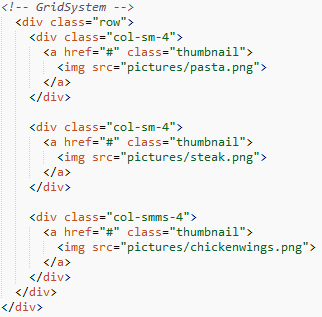 <!-- GridSystem -->
<div class="row">
<div class="col-sm-4">
<a href="#" class="thumbnail">
<img src="pictures/pasta.png">
</a>
</div>
<div class="col-sm-4">
<a href="#" class="thumbnail">
<img src="pictures/steak.png">
</a>
</div>
<div class="col-smms-4">
<a href="#" class="thumbnail">
<img src="pictures/chickenwings.png">
</a>
</div>
</div>
</div>